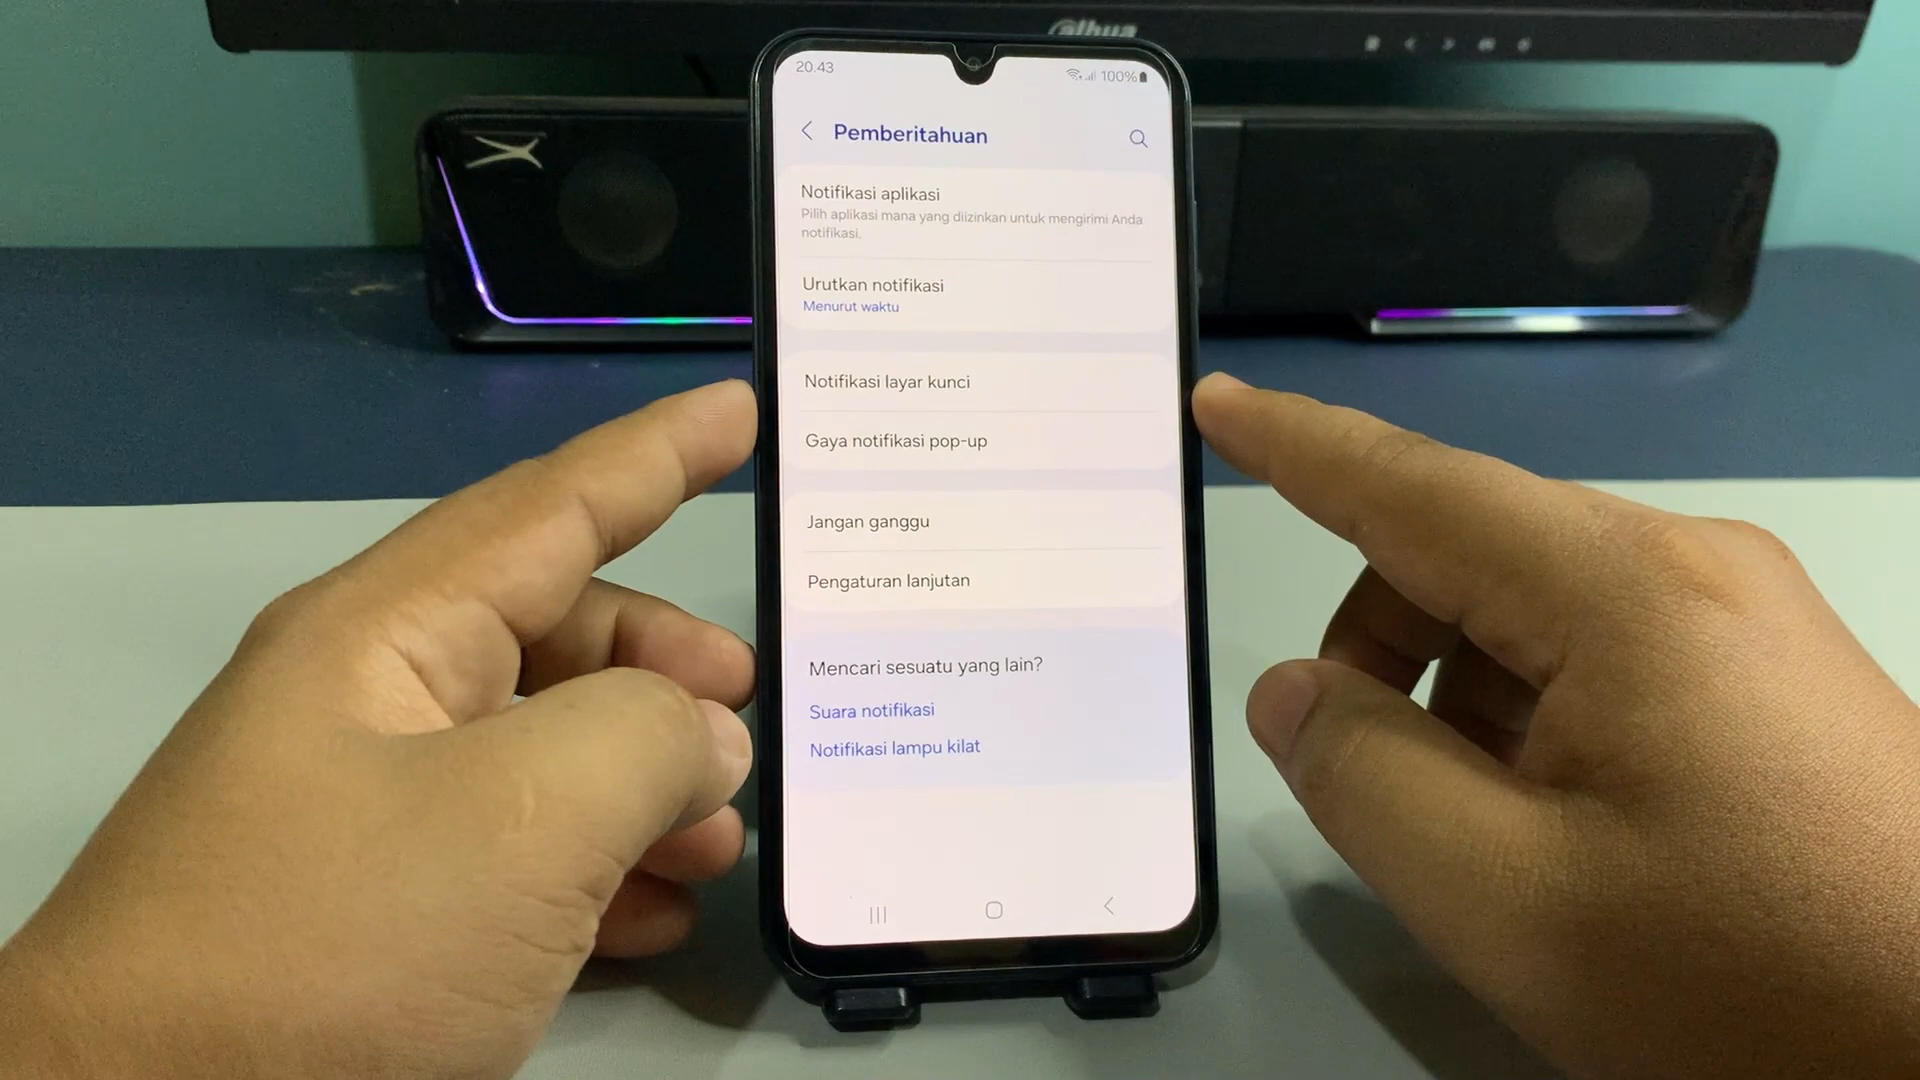 alhua
20.43
100%
Pemberitahuan
Notifikasi aplikasi
Pilih aplikasi mana yang diizinkan untuk mengirimi Anda
notifikasi.
Urutkan notifikasi
Menurut waktu
Notifikasi layar kunci
Gaya notifikasi pop-up
Jangan ganggu
Pengaturan lanjutan
Mencari sesuatu yang lain?
Suara notifikasi
Notifikasi lampu kilat